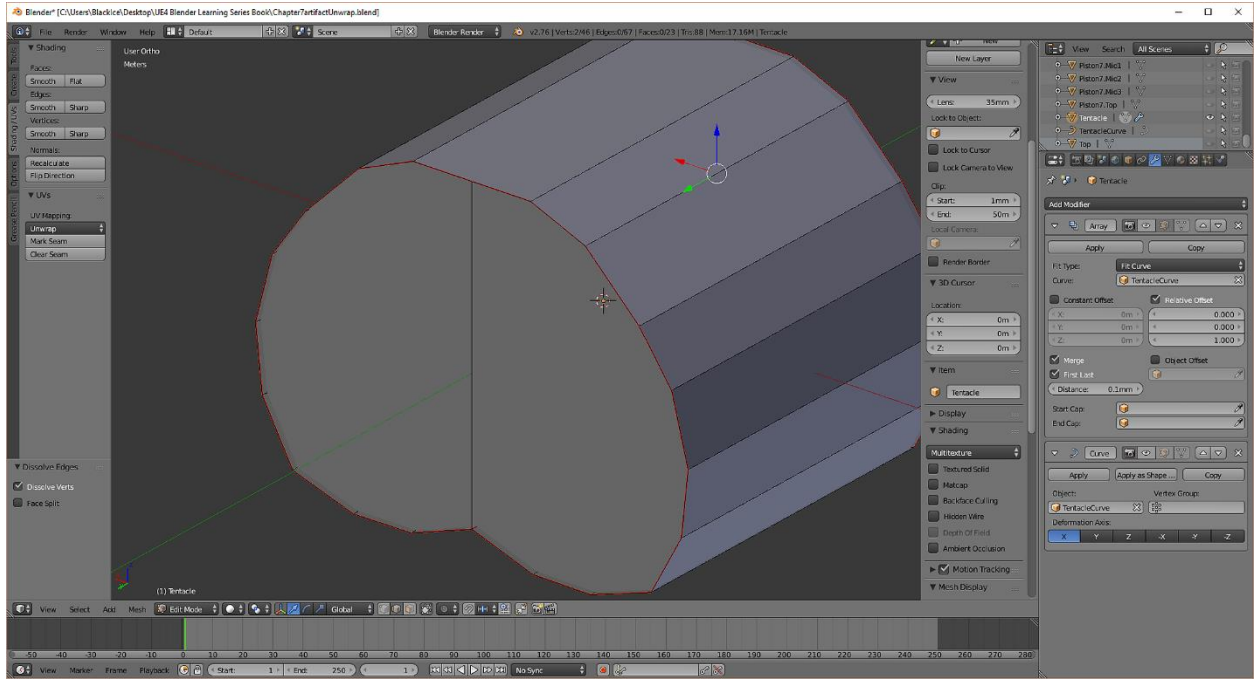 Blender* [C:\Users\BlackIce\Desktop\UE4 Blender Learning Series Book\Chapter7artifactUnwrap.blend]
File Render Window Help Default Scene Blender Render v2.76 | Verts:2/46 | Edges:0/67 | Faces:0/23 | Tris:88 | Mem:17.16M | Tentacle
Tools
Create
Shading/UVs
Options
Grease Pencil
Shading
Faces:
Smooth Flat
Edges:
Smooth Sharp
Vertices:
Smooth Sharp
Normals:
Recalculate
Flip Direction
UVs
UV Mapping:
Unwrap
Mark Seam
Clear Seam
Dissolve Edges
Dissolve Verts
Face Split
User Ortho
Meters
(1) Tentacle
New
New Layer
View
Lens: 35mm
Lock to Object:
Lock to Cursor
Lock Camera to View
Clip:
Start: 1mm
End: 50m
Local Camera:
Render Border
3D Cursor
Location:
X: 0m
Y: 0m
Z: 0m
Item
Tentacle
Display
Shading
Multitexture
Textured Solid
Matcap
Backface Culling
Hidden Wire
Depth Of Field
Ambient Occlusion
Motion Tracking
Mesh Display
View Search All Scenes
Piston7.Mid1
Piston7.Mid2
Piston7.Mid3
Piston7.Top
Tentacle
TentacleCurve
Top
Tentacle
Add Modifier
Array
Apply Copy
Fit Type: Fit Curve
Curve: TentacleCurve
Constant Offset Relative Offset
X: 0m 0.000
Y: 0m 0.000
Z: 0m 1.000
Merge Object Offset
First Last
Distance: 0.1mm
Start Cap:
End Cap:
Curve
Apply Apply as Shape ... Copy
Object: Vertex Group:
TentacleCurve
Deformation Axis:
X Y Z -X -Y -Z
View Select Add Mesh Edit Mode Global
-50 -40 -30 -20 -10 0 10 20 30 40 50 60 70 80 90 100 110 120 130 140 150 160 170 180 190 200 210 220 230 240 250 260 270 280
View Marker Frame Playback Start: 1 End: 250 1 No Sync